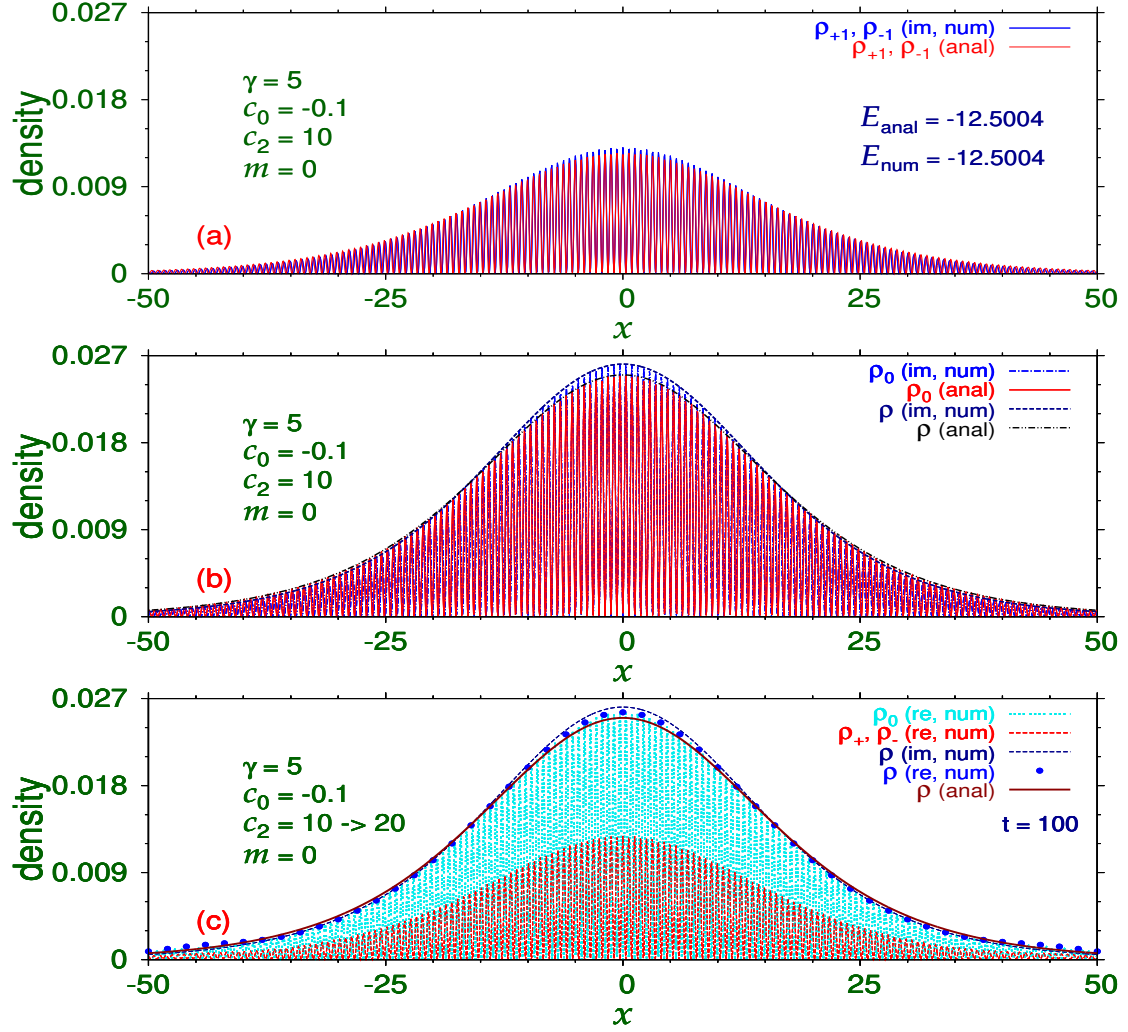 0.027
0.018
0.009
0
density
ρ+1, ρ-1 (im, num)
ρ+1, ρ-1 (anal)
γ = 5
c0 = -0.1
c2 = 10
m = 0
Eanal = -12.5004
Enum = -12.5004
(a)
-50 -25 0 25 50
x
0.027
0.018
0.009
0
density
ρ0 (im, num)
ρ0 (anal)
ρ (im, num)
ρ (anal)
γ = 5
c0 = -0.1
c2 = 10
m = 0
(b)
-50 -25 0 25 50
x
0.027
0.018
0.009
0
density
ρ0 (re, num)
ρ+, ρ- (re, num)
ρ (im, num)
ρ (re, num)
ρ (anal)
t = 100
γ = 5
c0 = -0.1
c2 = 10 -> 20
m = 0
(c)
-50 -25 0 25 50
x